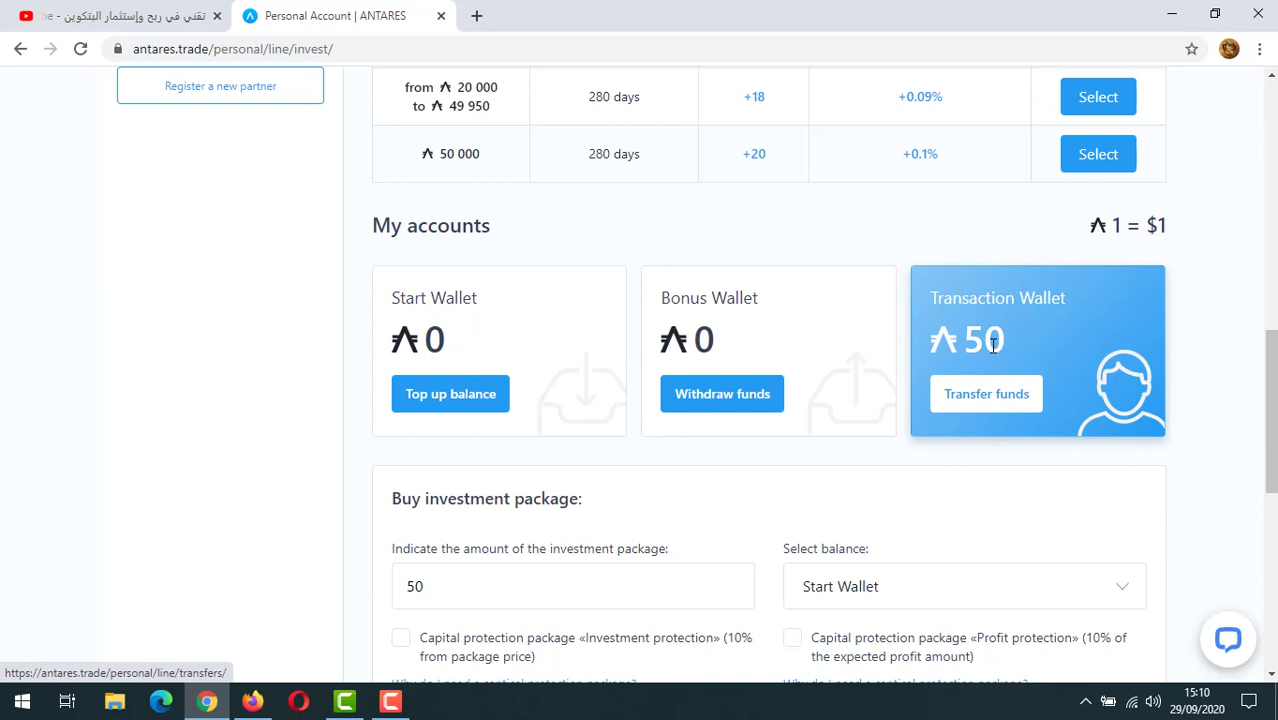 تقني في ربح وإستثمار البتكوين - be
Personal Account | ANTARES
antares.trade/personal/line/invest/
Register a new partner
from 20 000
to 49 950
280 days
+18
+0.09%
Select
50 000
280 days
+20
+0.1%
Select
My accounts
1 = $1
Start Wallet
0
Top up balance
Bonus Wallet
0
Withdraw funds
Transaction Wallet
50
Transfer funds
Buy investment package:
Indicate the amount of the investment package:
50
Select balance:
Start Wallet
Capital protection package «Investment protection» (10%
from package price)
Capital protection package «Profit protection» (10% of
the expected profit amount)
https://antares.trade/personal/line/transfers/
15:10
29/09/2020